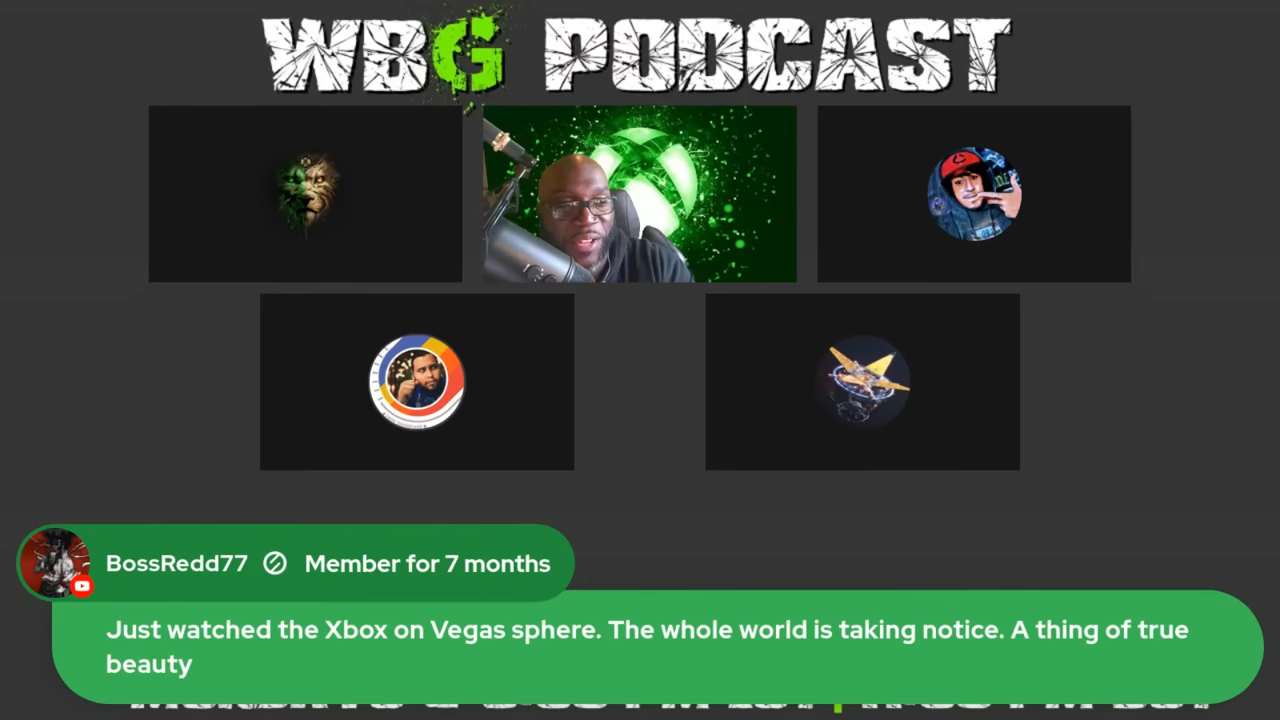 WBG PODCAST
BossRedd77 Member for 7 months
Just watched the Xbox on Vegas sphere. The whole world is taking notice. A thing of true
beauty